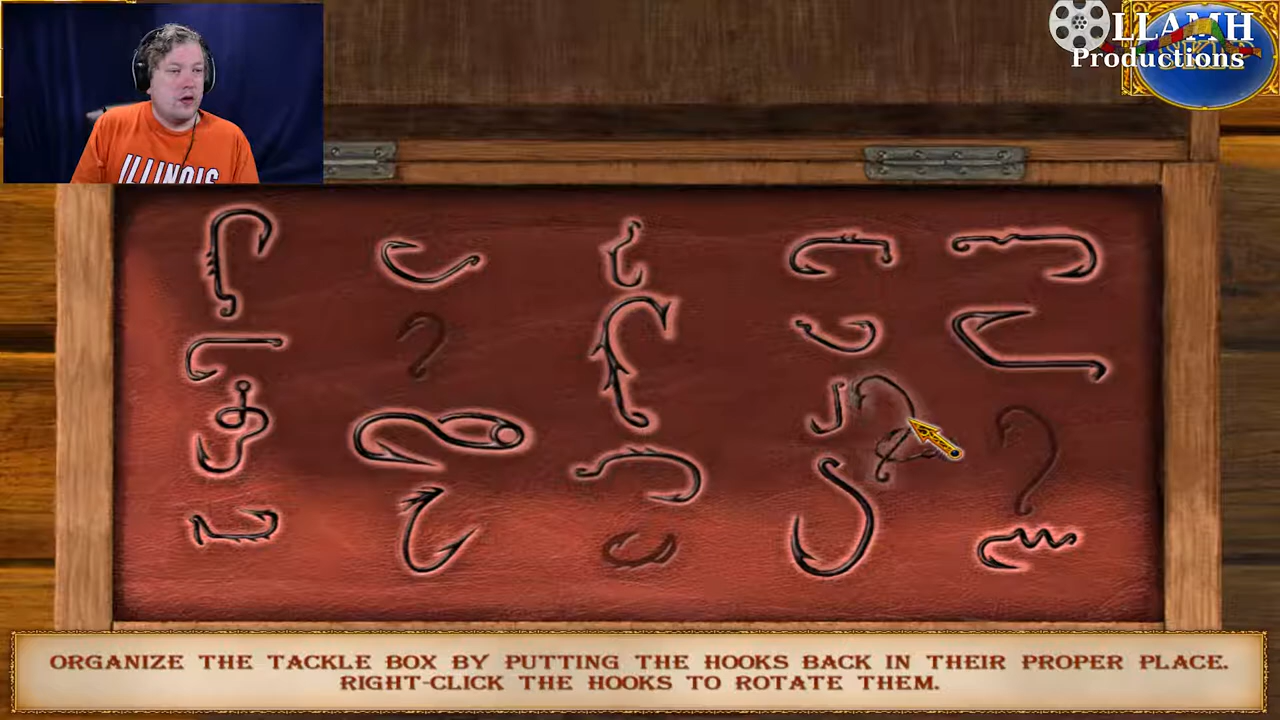 LLAMH
Productions
SKIP
ILLINOIS
ORGANIZE THE TACKLE BOX BY PUTTING THE HOOKS BACK IN THEIR PROPER PLACE.
RIGHT-CLICK THE HOOKS TO ROTATE THEM.